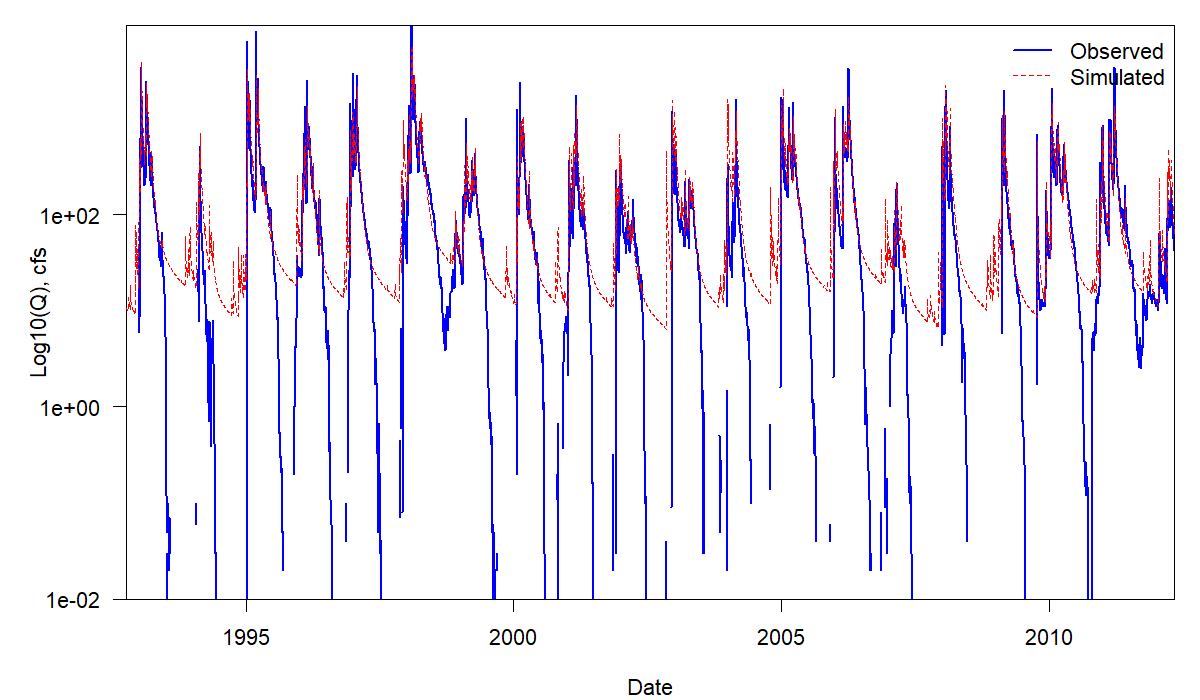 Observed
Simulated
Log10(Q), cfs
1e+02
1e+00
1e-02
1995
2000
2005
2010
Date